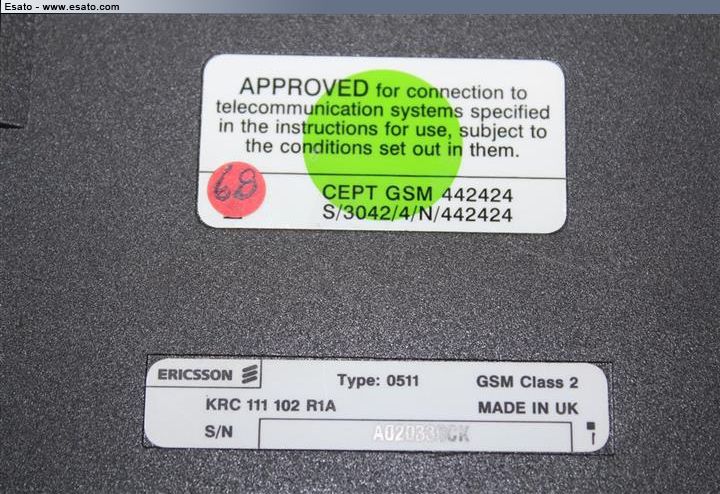 Esato - www.esato.com
APPROVED for connection to
telecommunication systems specified
in the instructions for use, subject to
the conditions set out in them.
68
CEPT GSM 442424
S/3042/4/N/442424
ERICSSON
Type: 0511
GSM Class 2
KRC 111 102 R1A
MADE IN UK
S/N